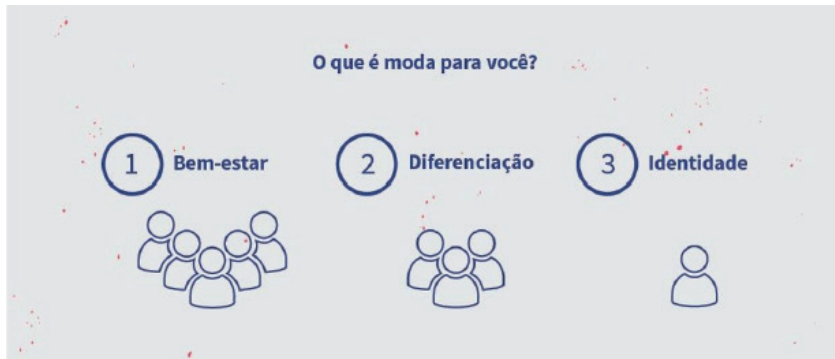 O que é moda para você?
1 Bem-estar
2 Diferenciação
3 Identidade